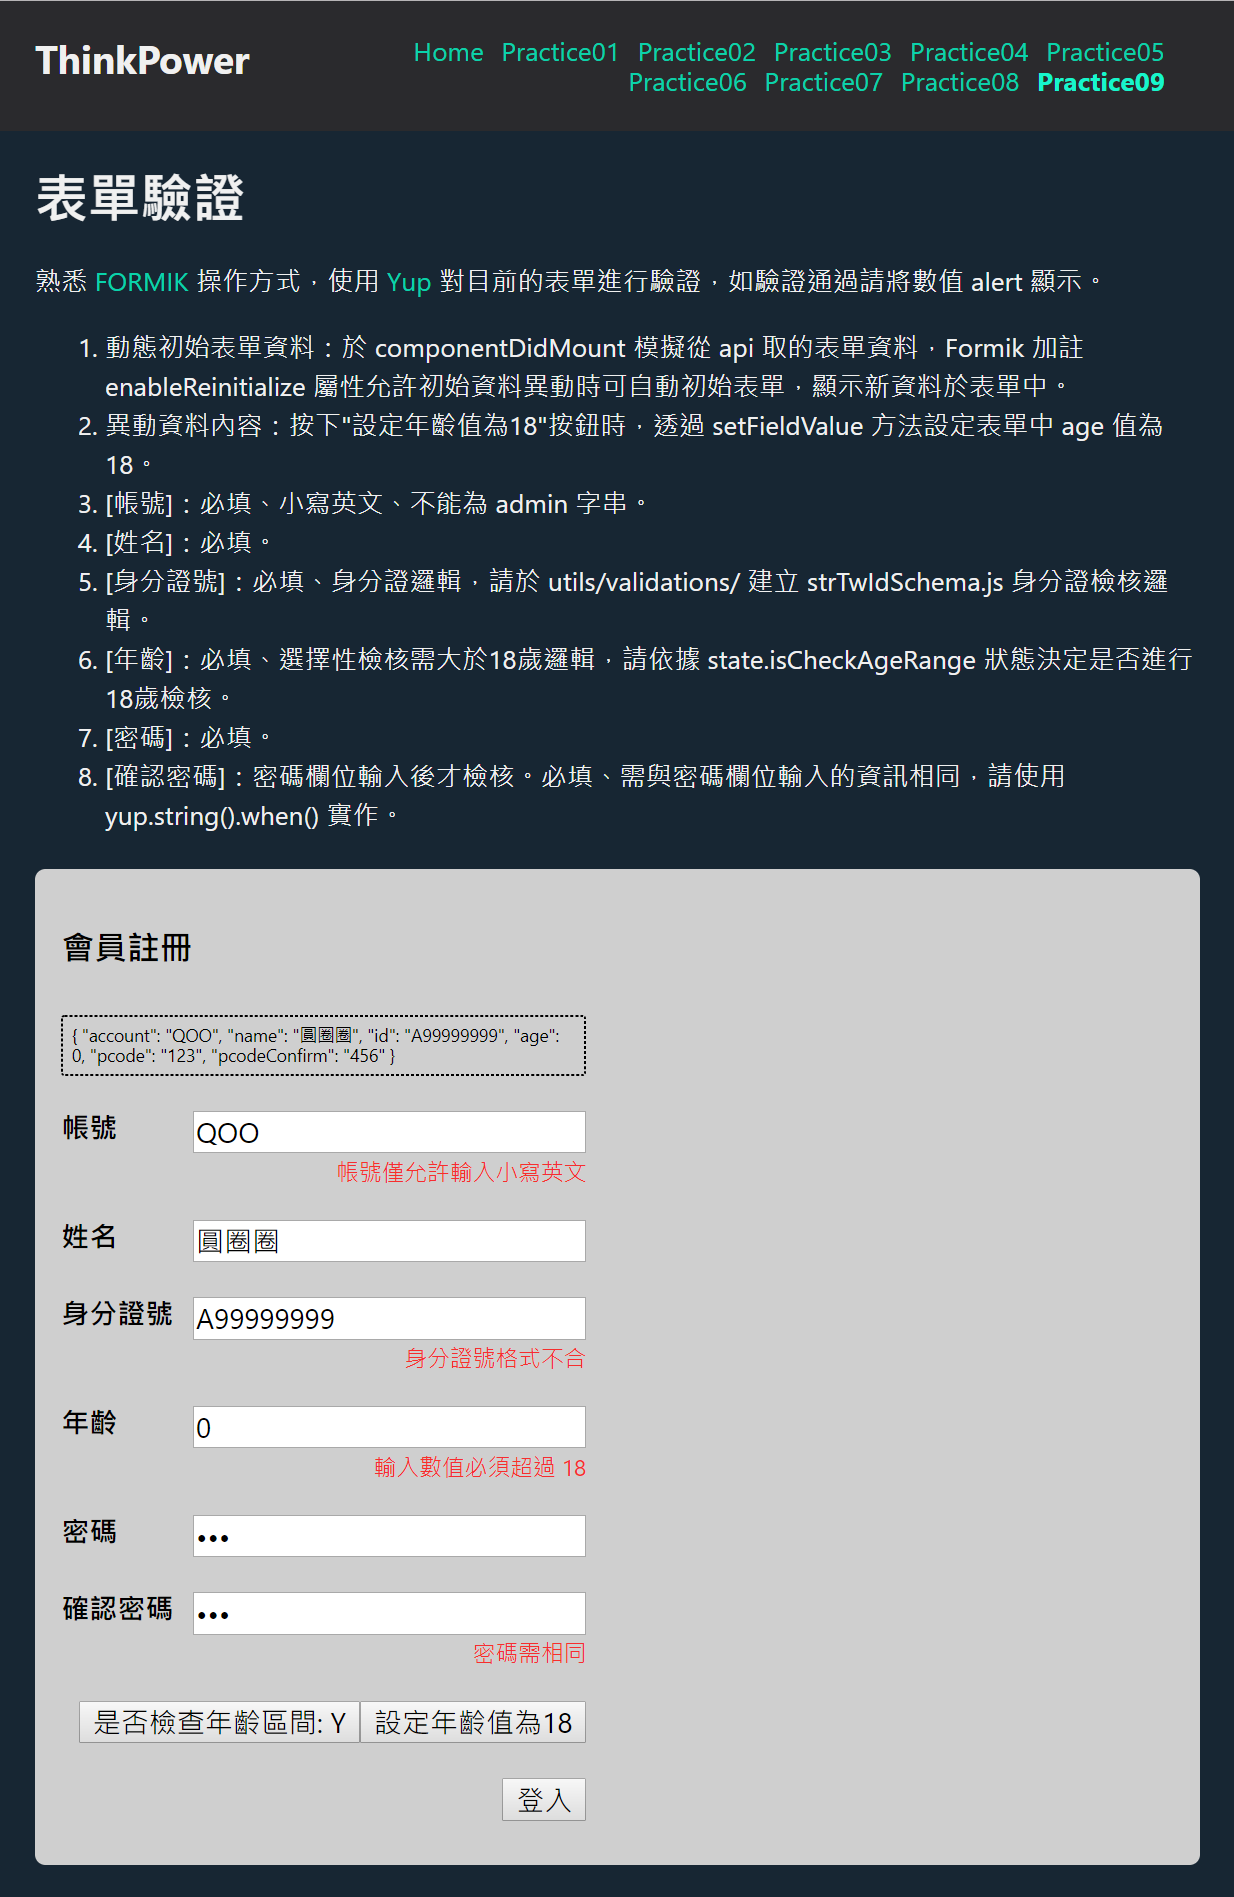 ThinkPower
Home Practice01 Practice02 Practice03 Practice04 Practice05
Practice06 Practice07 Practice08 Practice09
表單驗證
熟悉 FORMIK 操作方式，使用 Yup 對目前的表單進行驗證，如驗證通過請將數值 alert 顯示。
1. 動態初始表單資料：於 componentDidMount 模擬從 api 取的表單資料，Formik 加註
enableReinitialize 屬性允許初始資料異動時可自動初始表單，顯示新資料於表單中。
2. 異動資料內容：按下"設定年齡值為18"按鈕時，透過 setFieldValue 方法設定表單中 age 值為
18。
3. [帳號]：必填、小寫英文、不能為 admin 字串。
4. [姓名]：必填。
5. [身分證號]：必填、身分證邏輯，請於 utils/validations/ 建立 strTwIdSchema.js 身分證檢核邏
輯。
6. [年齡]：必填、選擇性檢核需大於18歲邏輯，請依據 state.isCheckAgeRange 狀態決定是否進行
18歲檢核。
7. [密碼]：必填。
8. [確認密碼]：密碼欄位輸入後才檢核。必填、需與密碼欄位輸入的資訊相同，請使用
yup.string().when() 實作。
會員註冊
{ "account": "QOO", "name": "圓圈圈", "id": "A99999999", "age":
0, "pcode": "123", "pcodeConfirm": "456" }
帳號 QOO
帳號僅允許輸入小寫英文
姓名 圓圈圈
身分證號 A99999999
身分證號格式不合
年齡 0
輸入數值必須超過 18
密碼 •••
確認密碼 •••
密碼需相同
是否檢查年齡區間: Y 設定年齡值為18
登入